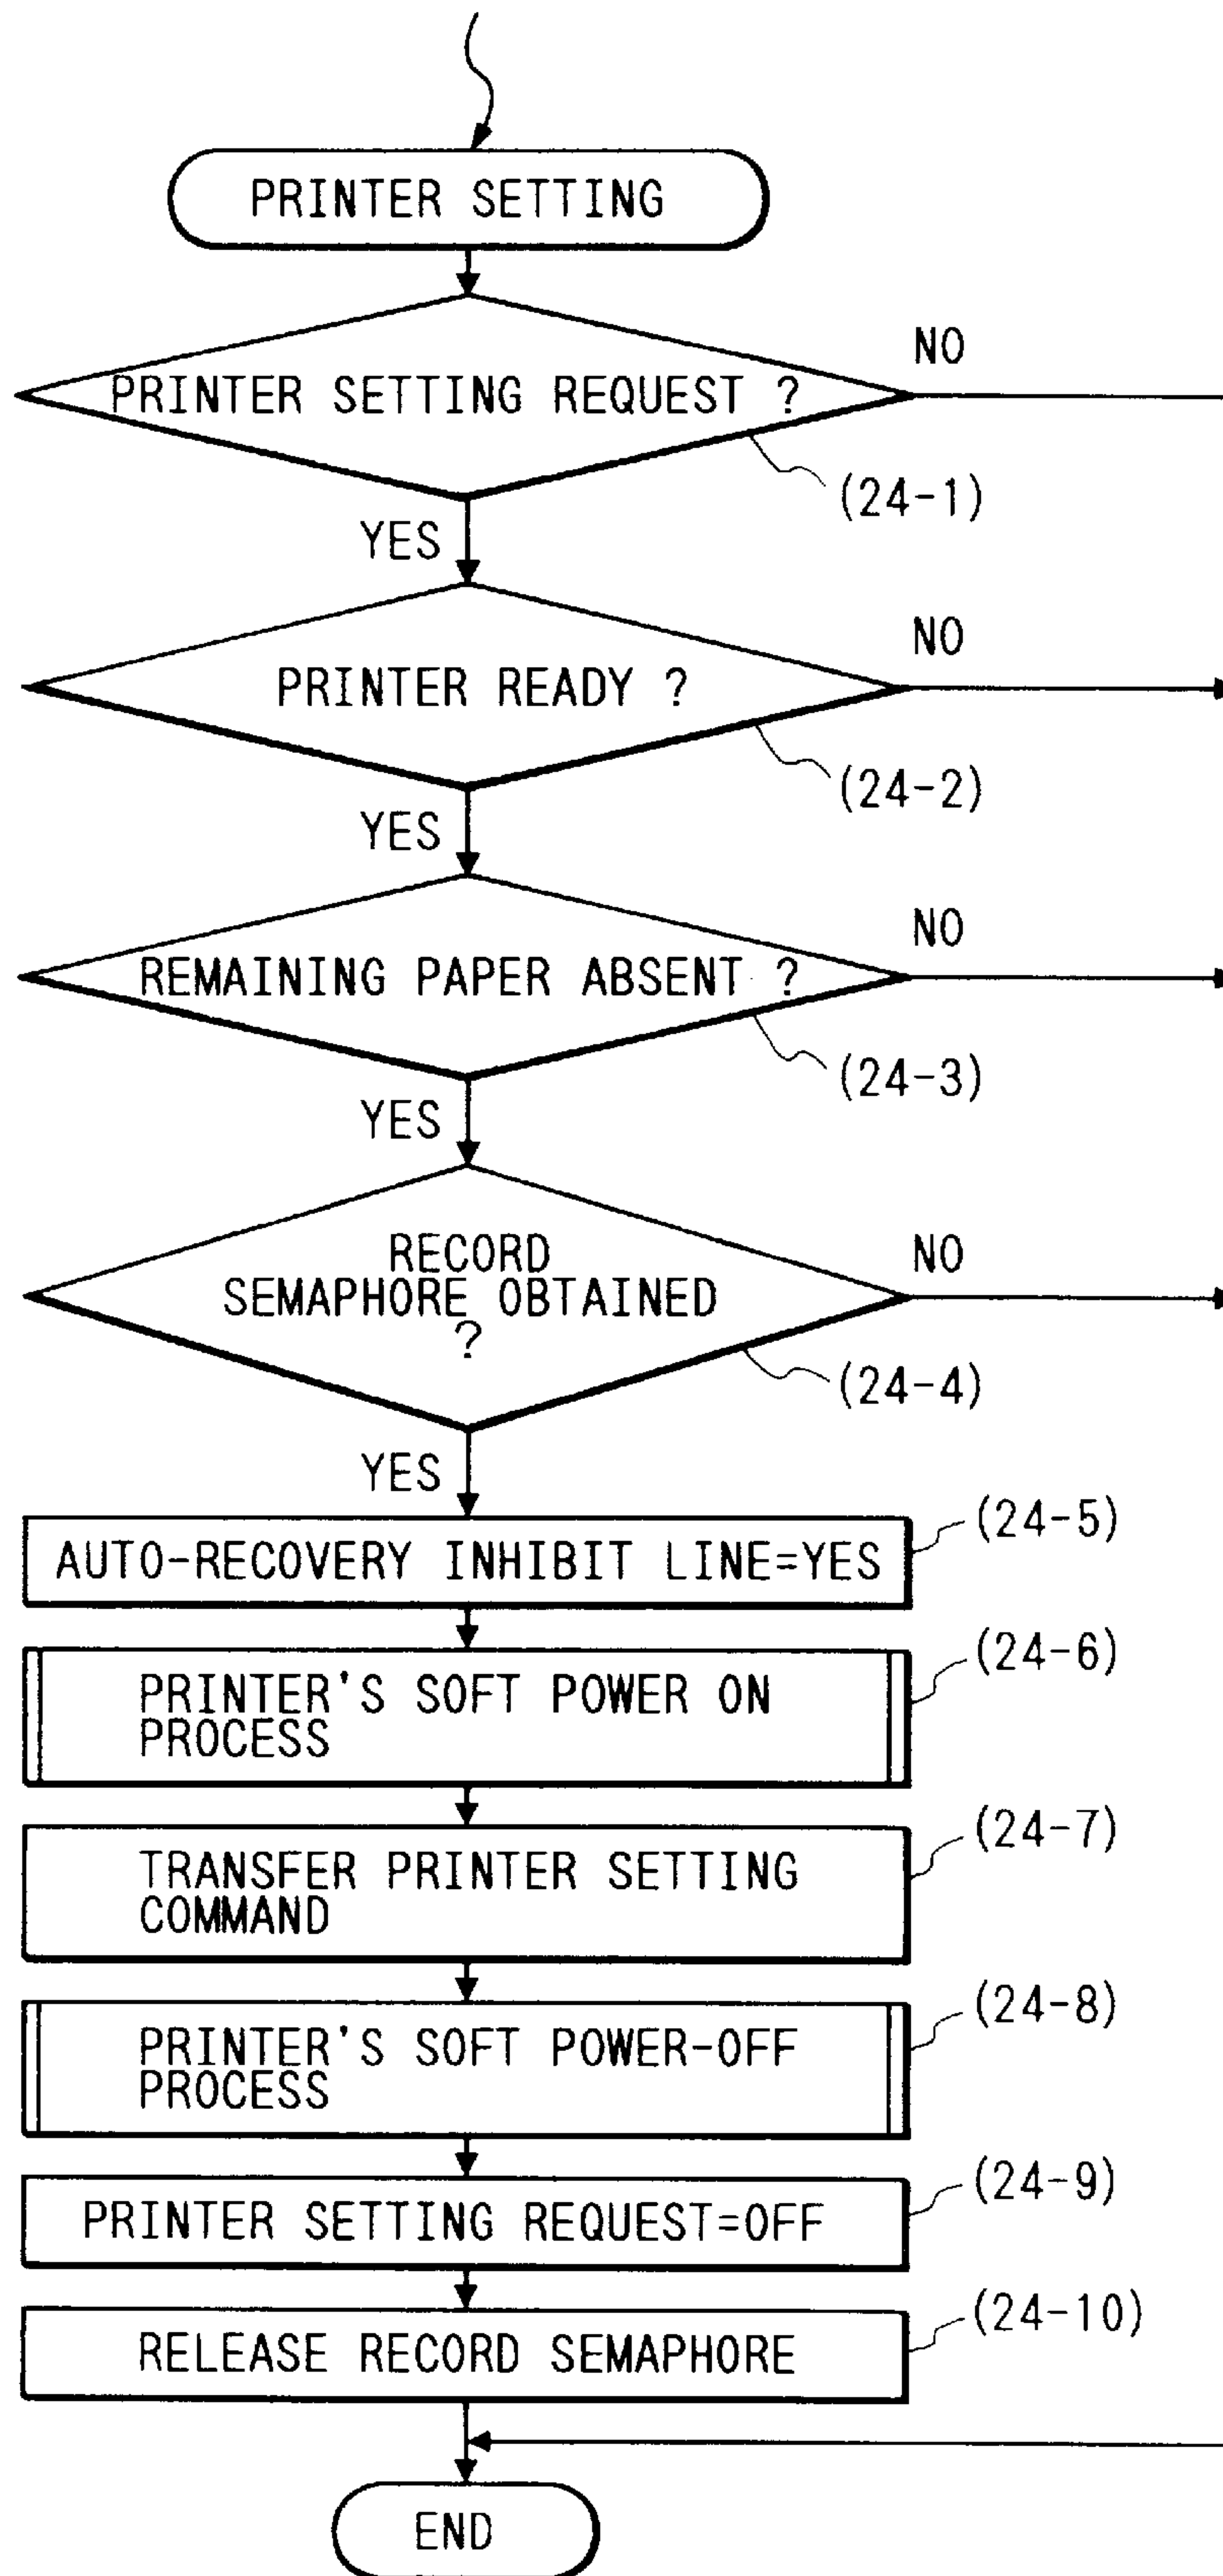 PRINTER SETTING
PRINTER SETTING REQUEST ?
NO
(24-1)
YES
PRINTER READY ?
NO
(24-2)
YES
REMAINING PAPER ABSENT ?
NO
(24-3)
YES
RECORD
SEMAPHORE OBTAINED
?
NO
(24-4)
YES
AUTO-RECOVERY INHIBIT LINE=YES
(24-5)
PRINTER'S SOFT POWER ON
PROCESS
(24-6)
TRANSFER PRINTER SETTING
COMMAND
(24-7)
PRINTER'S SOFT POWER-OFF
PROCESS
(24-8)
PRINTER SETTING REQUEST=OFF
(24-9)
RELEASE RECORD SEMAPHORE
(24-10)
END